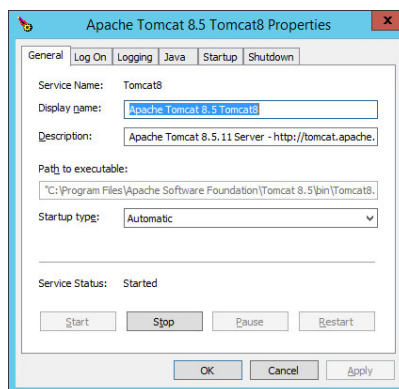 Apache Tomcat 8.5 Tomcat8 Properties
x
General Log On Logging Java Startup Shutdown
Service Name: Tomcat8
Display name: Apache Tomcat 8.5 Tomcat8
Description: Apache Tomcat 8.5.11 Server - http://tomcat.apache.
Path to executable:
"C:\Program Files\Apache Software Foundation\Tomcat 8.5\bin\Tomcat8.
Startup type: Automatic
Service Status: Started
Start Stop Pause Restart
OK Cancel Apply